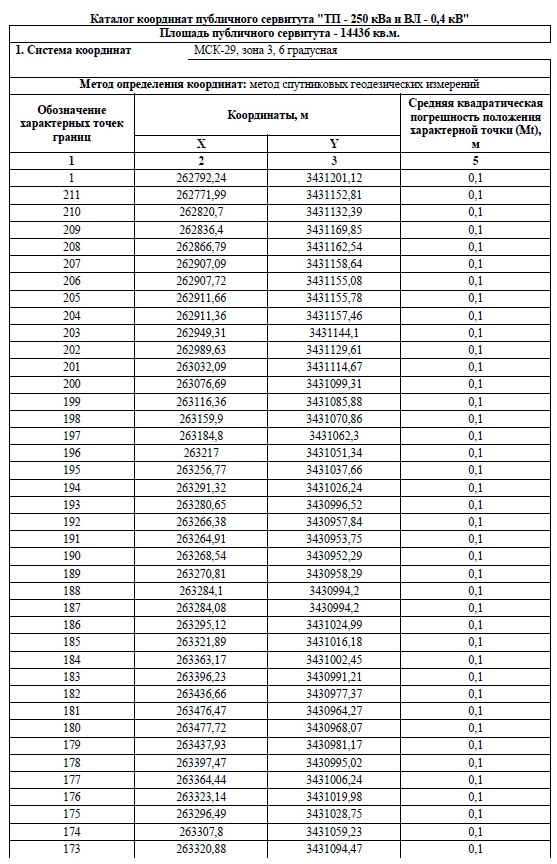 Каталог координат публичного сервитута "ТП - 250 кВа и ВЛ - 0,4 кВ"
Площадь публичного сервитута - 14436 кв.м.
1. Система координат МСК-29, зона 3, 6 градусная
Метод определения координат: метод спутниковых геодезических измерений
Обозначение характерных точек границ
Координаты, м
Средняя квадратическая погрешность положения характерной точки (Mt), м
X Y
1 2 3 5
1 262792,24 3431201,12 0,1
211 262771,99 3431152,81 0,1
210 262820,7 3431132,39 0,1
209 262836,4 3431169,85 0,1
208 262866,79 3431162,54 0,1
207 262907,09 3431158,64 0,1
206 262907,72 3431155,08 0,1
205 262911,66 3431155,78 0,1
204 262911,36 3431157,46 0,1
203 262949,31 3431144,1 0,1
202 262989,63 3431129,61 0,1
201 263032,09 3431114,67 0,1
200 263076,69 3431099,31 0,1
199 263116,36 3431085,88 0,1
198 263159,9 3431070,86 0,1
197 263184,8 3431062,3 0,1
196 263217 3431051,34 0,1
195 263256,77 3431037,66 0,1
194 263291,32 3431026,24 0,1
193 263280,65 3430996,52 0,1
192 263266,38 3430957,84 0,1
191 263264,91 3430953,75 0,1
190 263268,54 3430952,29 0,1
189 263270,81 3430958,29 0,1
188 263284,1 3430994,2 0,1
187 263284,08 3430994,2 0,1
186 263295,12 3431024,99 0,1
185 263321,89 3431016,18 0,1
184 263363,17 3431002,45 0,1
183 263396,23 3430991,21 0,1
182 263436,66 3430977,37 0,1
181 263476,47 3430964,27 0,1
180 263477,72 3430968,07 0,1
179 263437,93 3430981,17 0,1
178 263397,47 3430995,02 0,1
177 263364,44 3431006,24 0,1
176 263323,14 3431019,98 0,1
175 263296,49 3431028,75 0,1
174 263307,8 3431059,23 0,1
173 263320,88 3431094,47 0,1